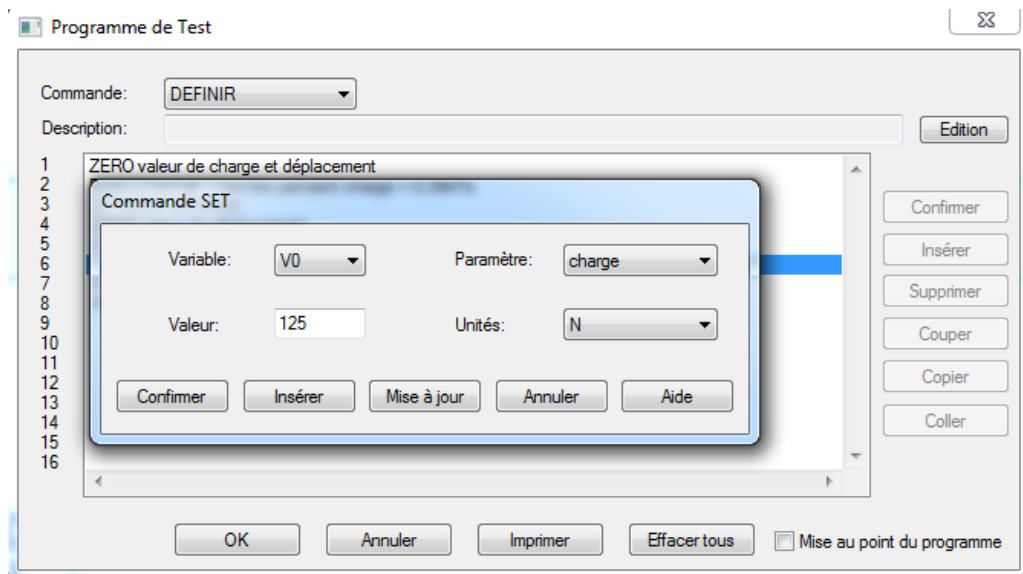 Programme de Test
Commande: DEFINIR
Description: Edition
1 ZERO valeur de charge et déplacement
2
3
4
5
6
7
8
9
10
11
12
13
14
15
16
Commande SET
Variable: V0 Paramètre: charge
Valeur: 125 Unités: N
Confirmer Insérer Mise à jour Annuler Aide
Confirmer
Insérer
Supprimer
Couper
Copier
Coller
OK Annuler Imprimer Effacer tous Mise au point du programme